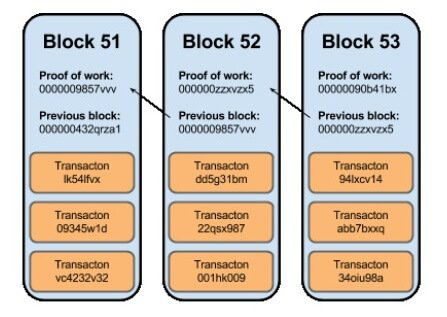 Block 51
Proof of work:
0000009857vvv
Previous block:
000000432qrza1
Transacton
lk54lfvx
Transacton
09345w1d
Transacton
vc4232v32
Block 52
Proof of work:
000000zzxvzx5
Previous block:
0000009857vvv
Transacton
dd5g31bm
Transacton
22qsx987
Transacton
001hk009
Block 53
Proof of work:
00000090b41bx
Previous block:
000000zzxvzx5
Transacton
94lxcv14
Transacton
abb7bxxq
Transacton
34oiu98a